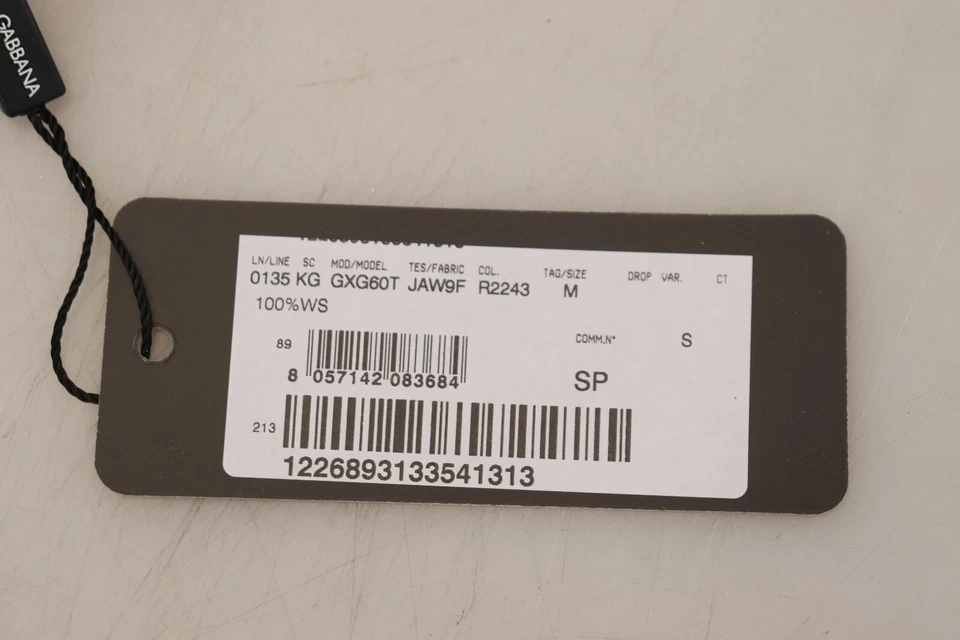 GABBANA
LN/LINE SC MOD/MODEL TES/FABRIC COL. TAG/SIZE DROP VAR. CT
0135 KG GXG60T JAW9F R2243 M
100%WS
COMM.N° S
89
8 057142 083684
SP
213
1226893133541313